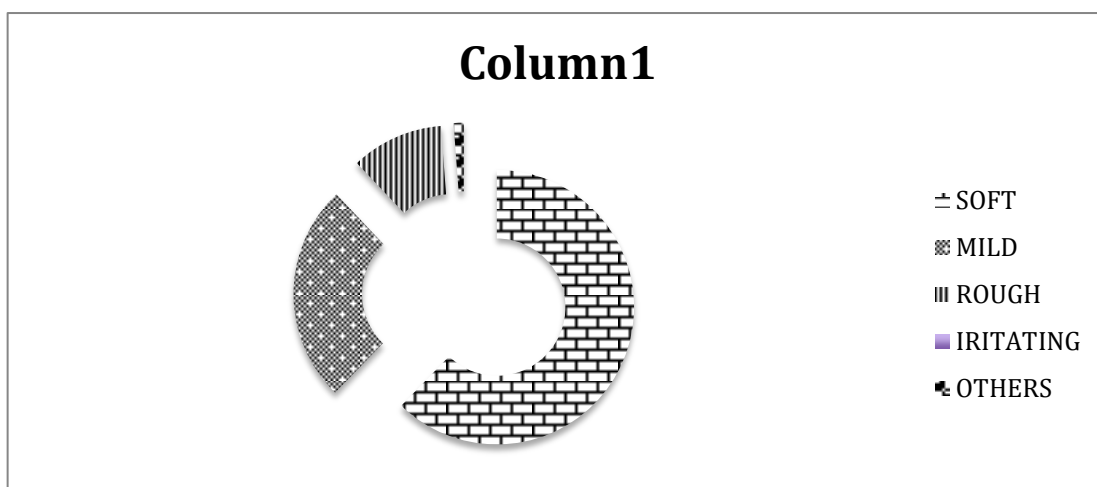 Column1
SOFT
MILD
ROUGH
IRITATING
OTHERS